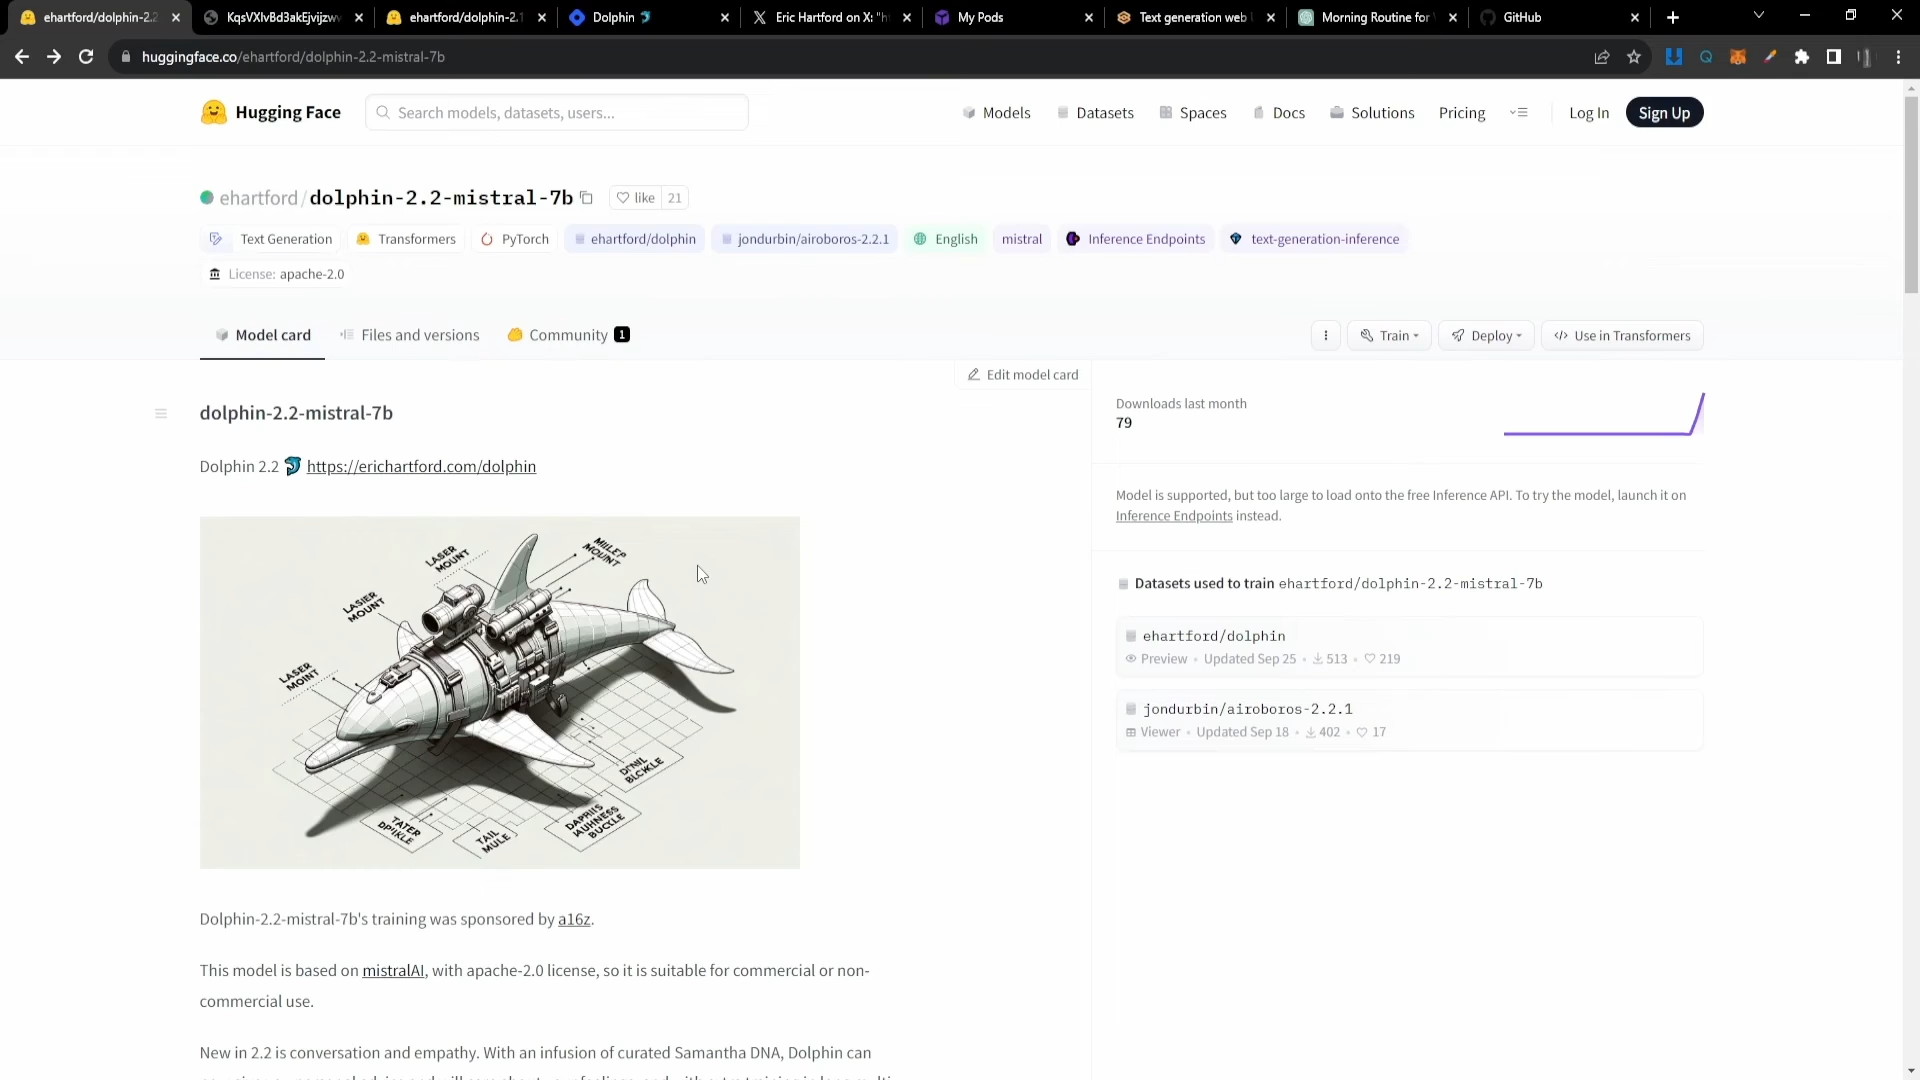 ehartford/dolphin-2.2
KqsVXlvBd3akEjvijzwv
ehartford/dolphin-2.1
Dolphin
Eric Hartford on X: "h
My Pods
Text generation web
Morning Routine for
GitHub
huggingface.co/ehartford/dolphin-2.2-mistral-7b
Hugging Face
Search models, datasets, users...
Models
Datasets
Spaces
Docs
Solutions
Pricing
Log In
Sign Up
ehartford/dolphin-2.2-mistral-7b
like 21
Text Generation
Transformers
PyTorch
ehartford/dolphin
jondurbin/airoboros-2.2.1
English
mistral
Inference Endpoints
text-generation-inference
License: apache-2.0
Model card
Files and versions
Community 1
Train
Deploy
Use in Transformers
Edit model card
dolphin-2.2-mistral-7b
Dolphin 2.2 https://erichartford.com/dolphin
LASER
MOUNT
LASIER
MOUNT
LASER
MOINT
TAIL
MULE
Dolphin-2.2-mistral-7b's training was sponsored by a16z.
This model is based on mistralAI, with apache-2.0 license, so it is suitable for commercial or non-
commercial use.
New in 2.2 is conversation and empathy. With an infusion of curated Samantha DNA, Dolphin can
Downloads last month
79
Model is supported, but too large to load onto the free Inference API. To try the model, launch it on
Inference Endpoints instead.
Datasets used to train ehartford/dolphin-2.2-mistral-7b
ehartford/dolphin
Preview • Updated Sep 25 • 513 • 219
jondurbin/airoboros-2.2.1
Viewer • Updated Sep 18 • 402 • 17